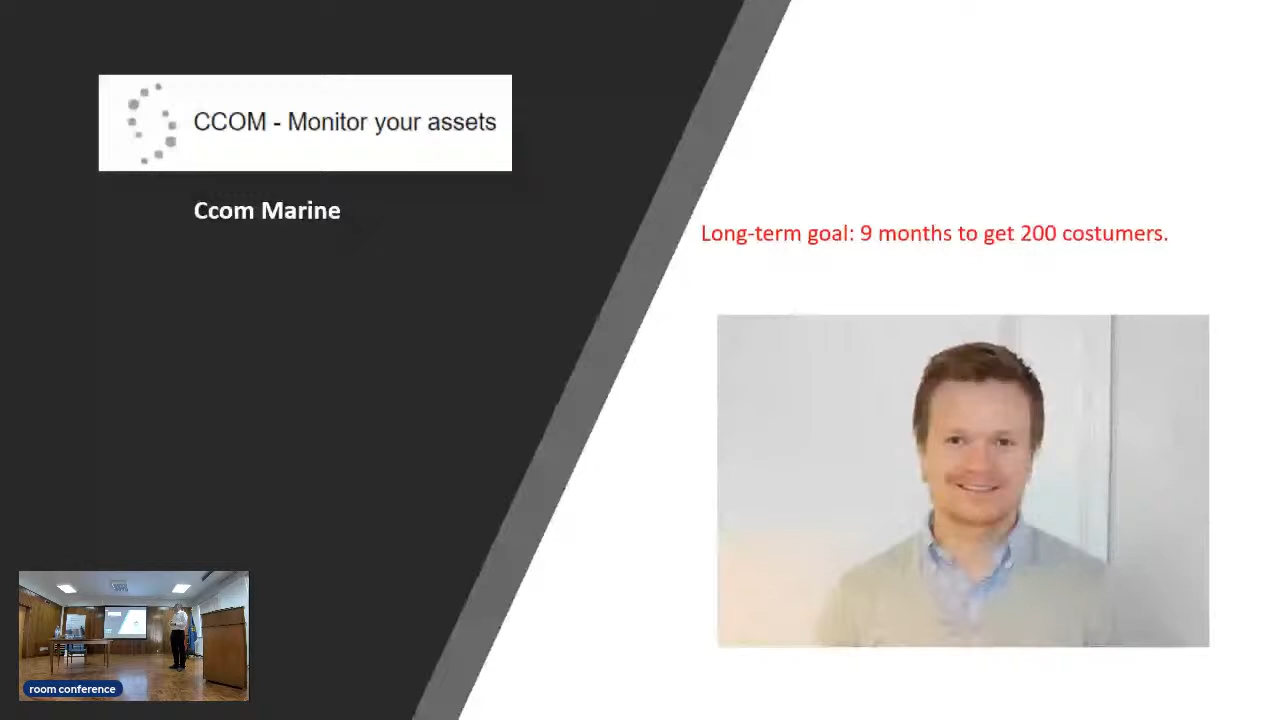 CCOM - Monitor your assets
Ccom Marine
Long-term goal: 9 months to get 200 costumers.
room conference